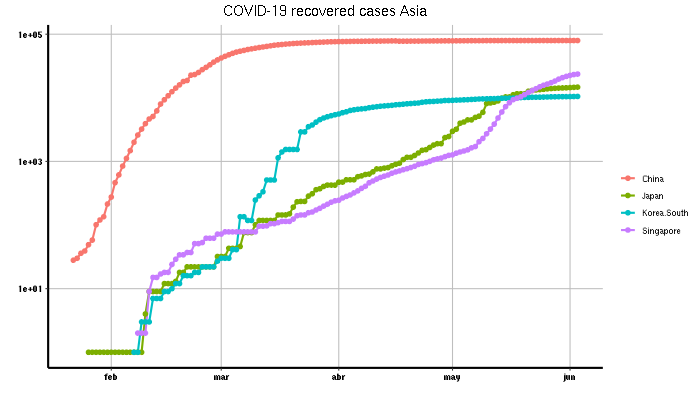 COVID-19 recovered cases Asia
1e+05
1e+03
1e+01
feb mar abr may jun
China
Japan
Korea.South
Singapore